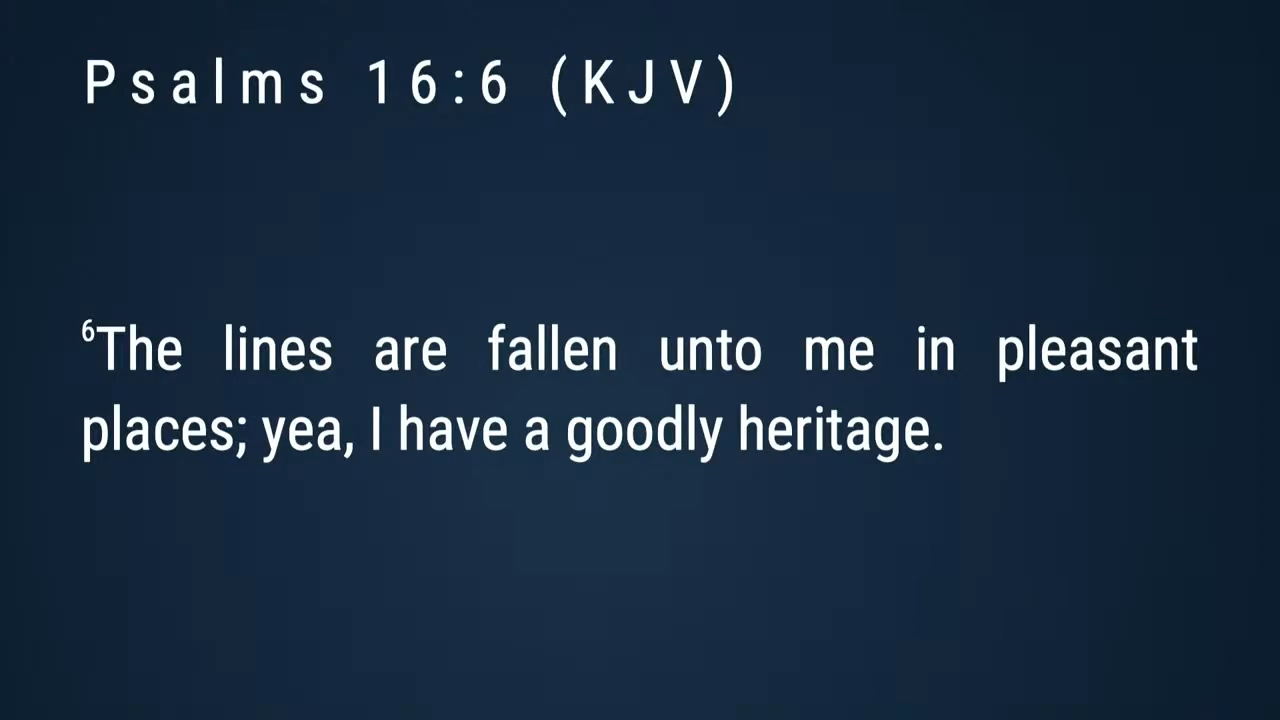 Psalms 16:6 (KJV)
⁶The lines are fallen unto me in pleasant
places; yea, I have a goodly heritage.